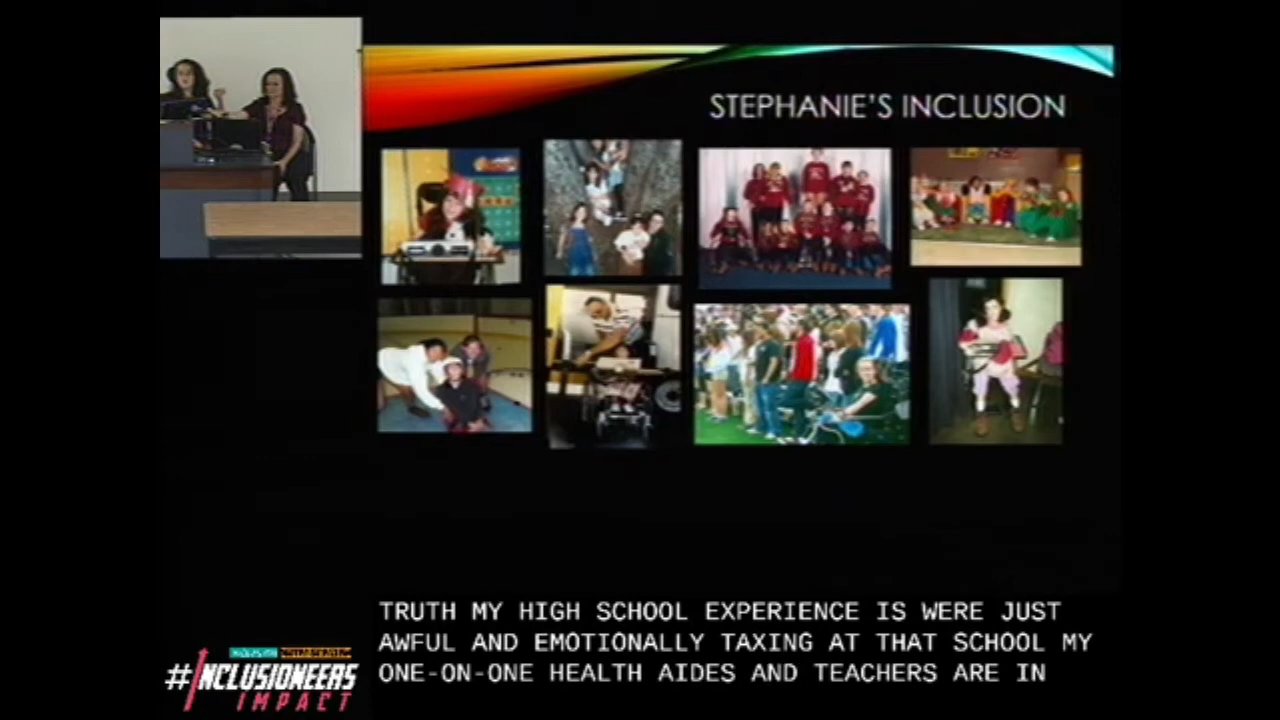 STEPHANIE'S INCLUSION
TRUTH MY HIGH SCHOOL EXPERIENCE IS WERE JUST
AWFUL AND EMOTIONALLY TAXING AT THAT SCHOOL MY
ONE-ON-ONE HEALTH AIDES AND TEACHERS ARE IN
#INCLUSIONEERS
IMPACT